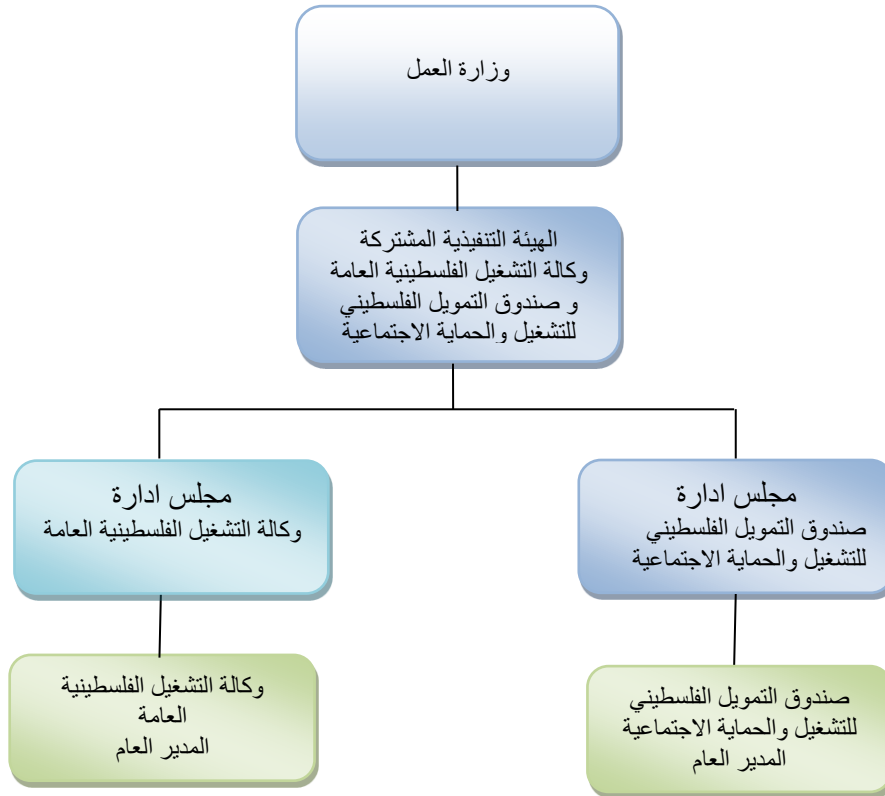 وزارة العمل
الهيئة التنفيذية المشتركة
وكالة التشغيل الفلسطينية العامة
و صندوق التمويل الفلسطيني
للتشغيل والحماية الاجتماعية
مجلس ادارة
صندوق التمويل الفلسطيني
للتشغيل والحماية الاجتماعية
مجلس ادارة
وكالة التشغيل الفلسطينية العامة
صندوق التمويل الفلسطيني
للتشغيل والحماية الاجتماعية
المدير العام
وكالة التشغيل الفلسطينية
العامة
المدير العام